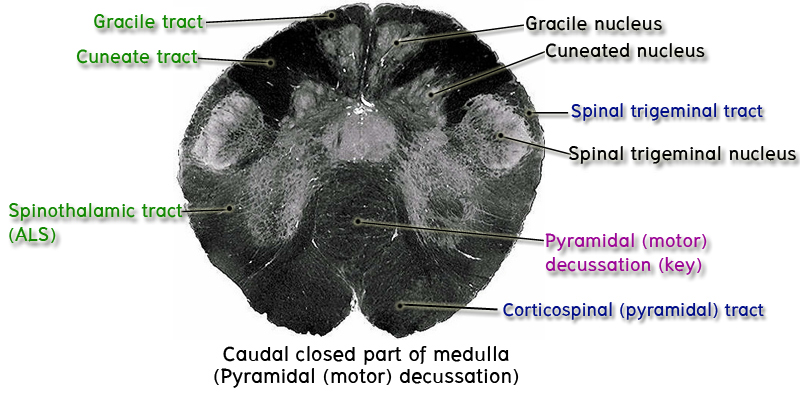 Gracile tract
Cuneate tract
Spinothalamic tract
(ALS)
Gracile nucleus
Cuneated nucleus
Spinal trigeminal tract
Spinal trigeminal nucleus
Pyramidal (motor)
decussation (key)
Corticospinal (pyramidal) tract
Caudal closed part of medulla
(Pyramidal (motor) decussation)